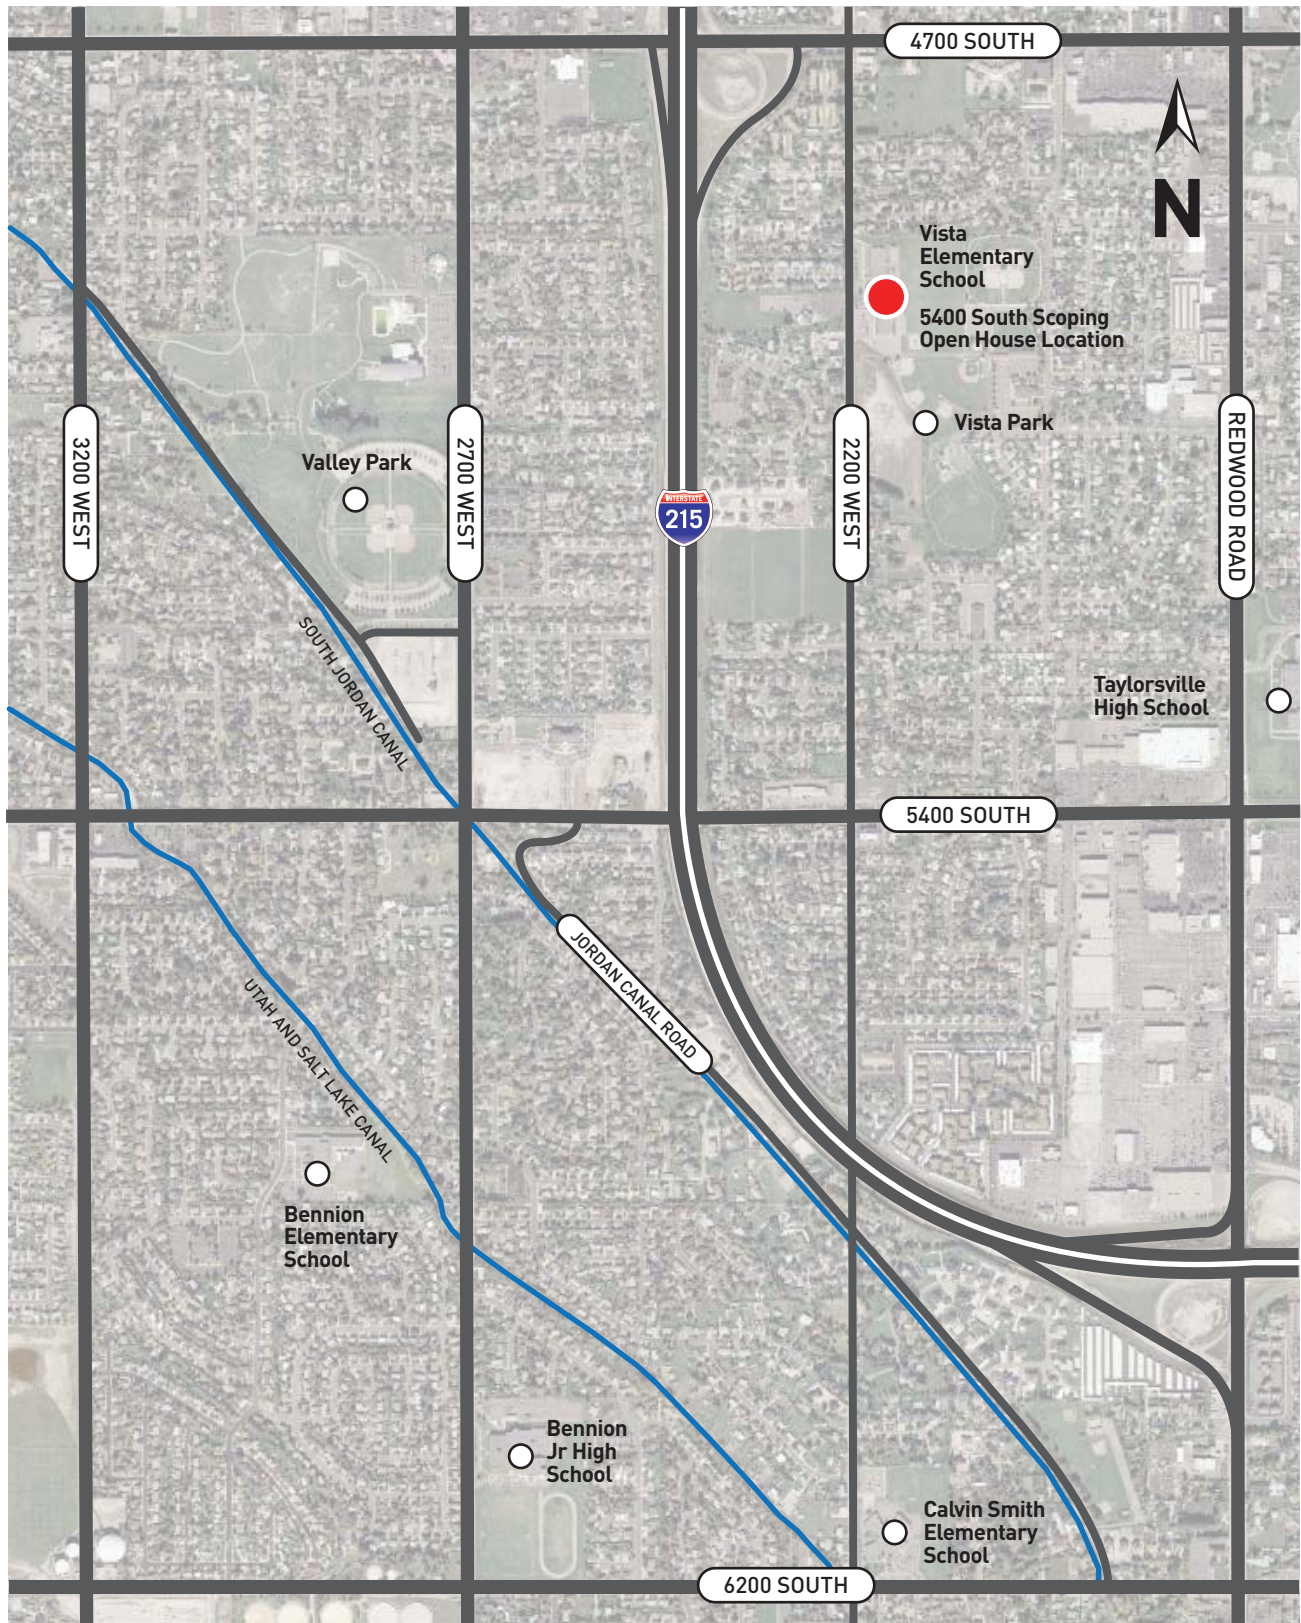 4700 SOUTH
N
Vista
Elementary
School
5400 South Scoping
Open House Location
Vista Park
3200 WEST
2700 WEST
2200 WEST
REDWOOD ROAD
Valley Park
INTERSTATE
215
SOUTH JORDAN CANAL
Taylorsville
High School
5400 SOUTH
JORDAN CANAL ROAD
UTAH AND SALT LAKE CANAL
Bennion
Elementary
School
Bennion
Jr High
School
Calvin Smith
Elementary
School
6200 SOUTH